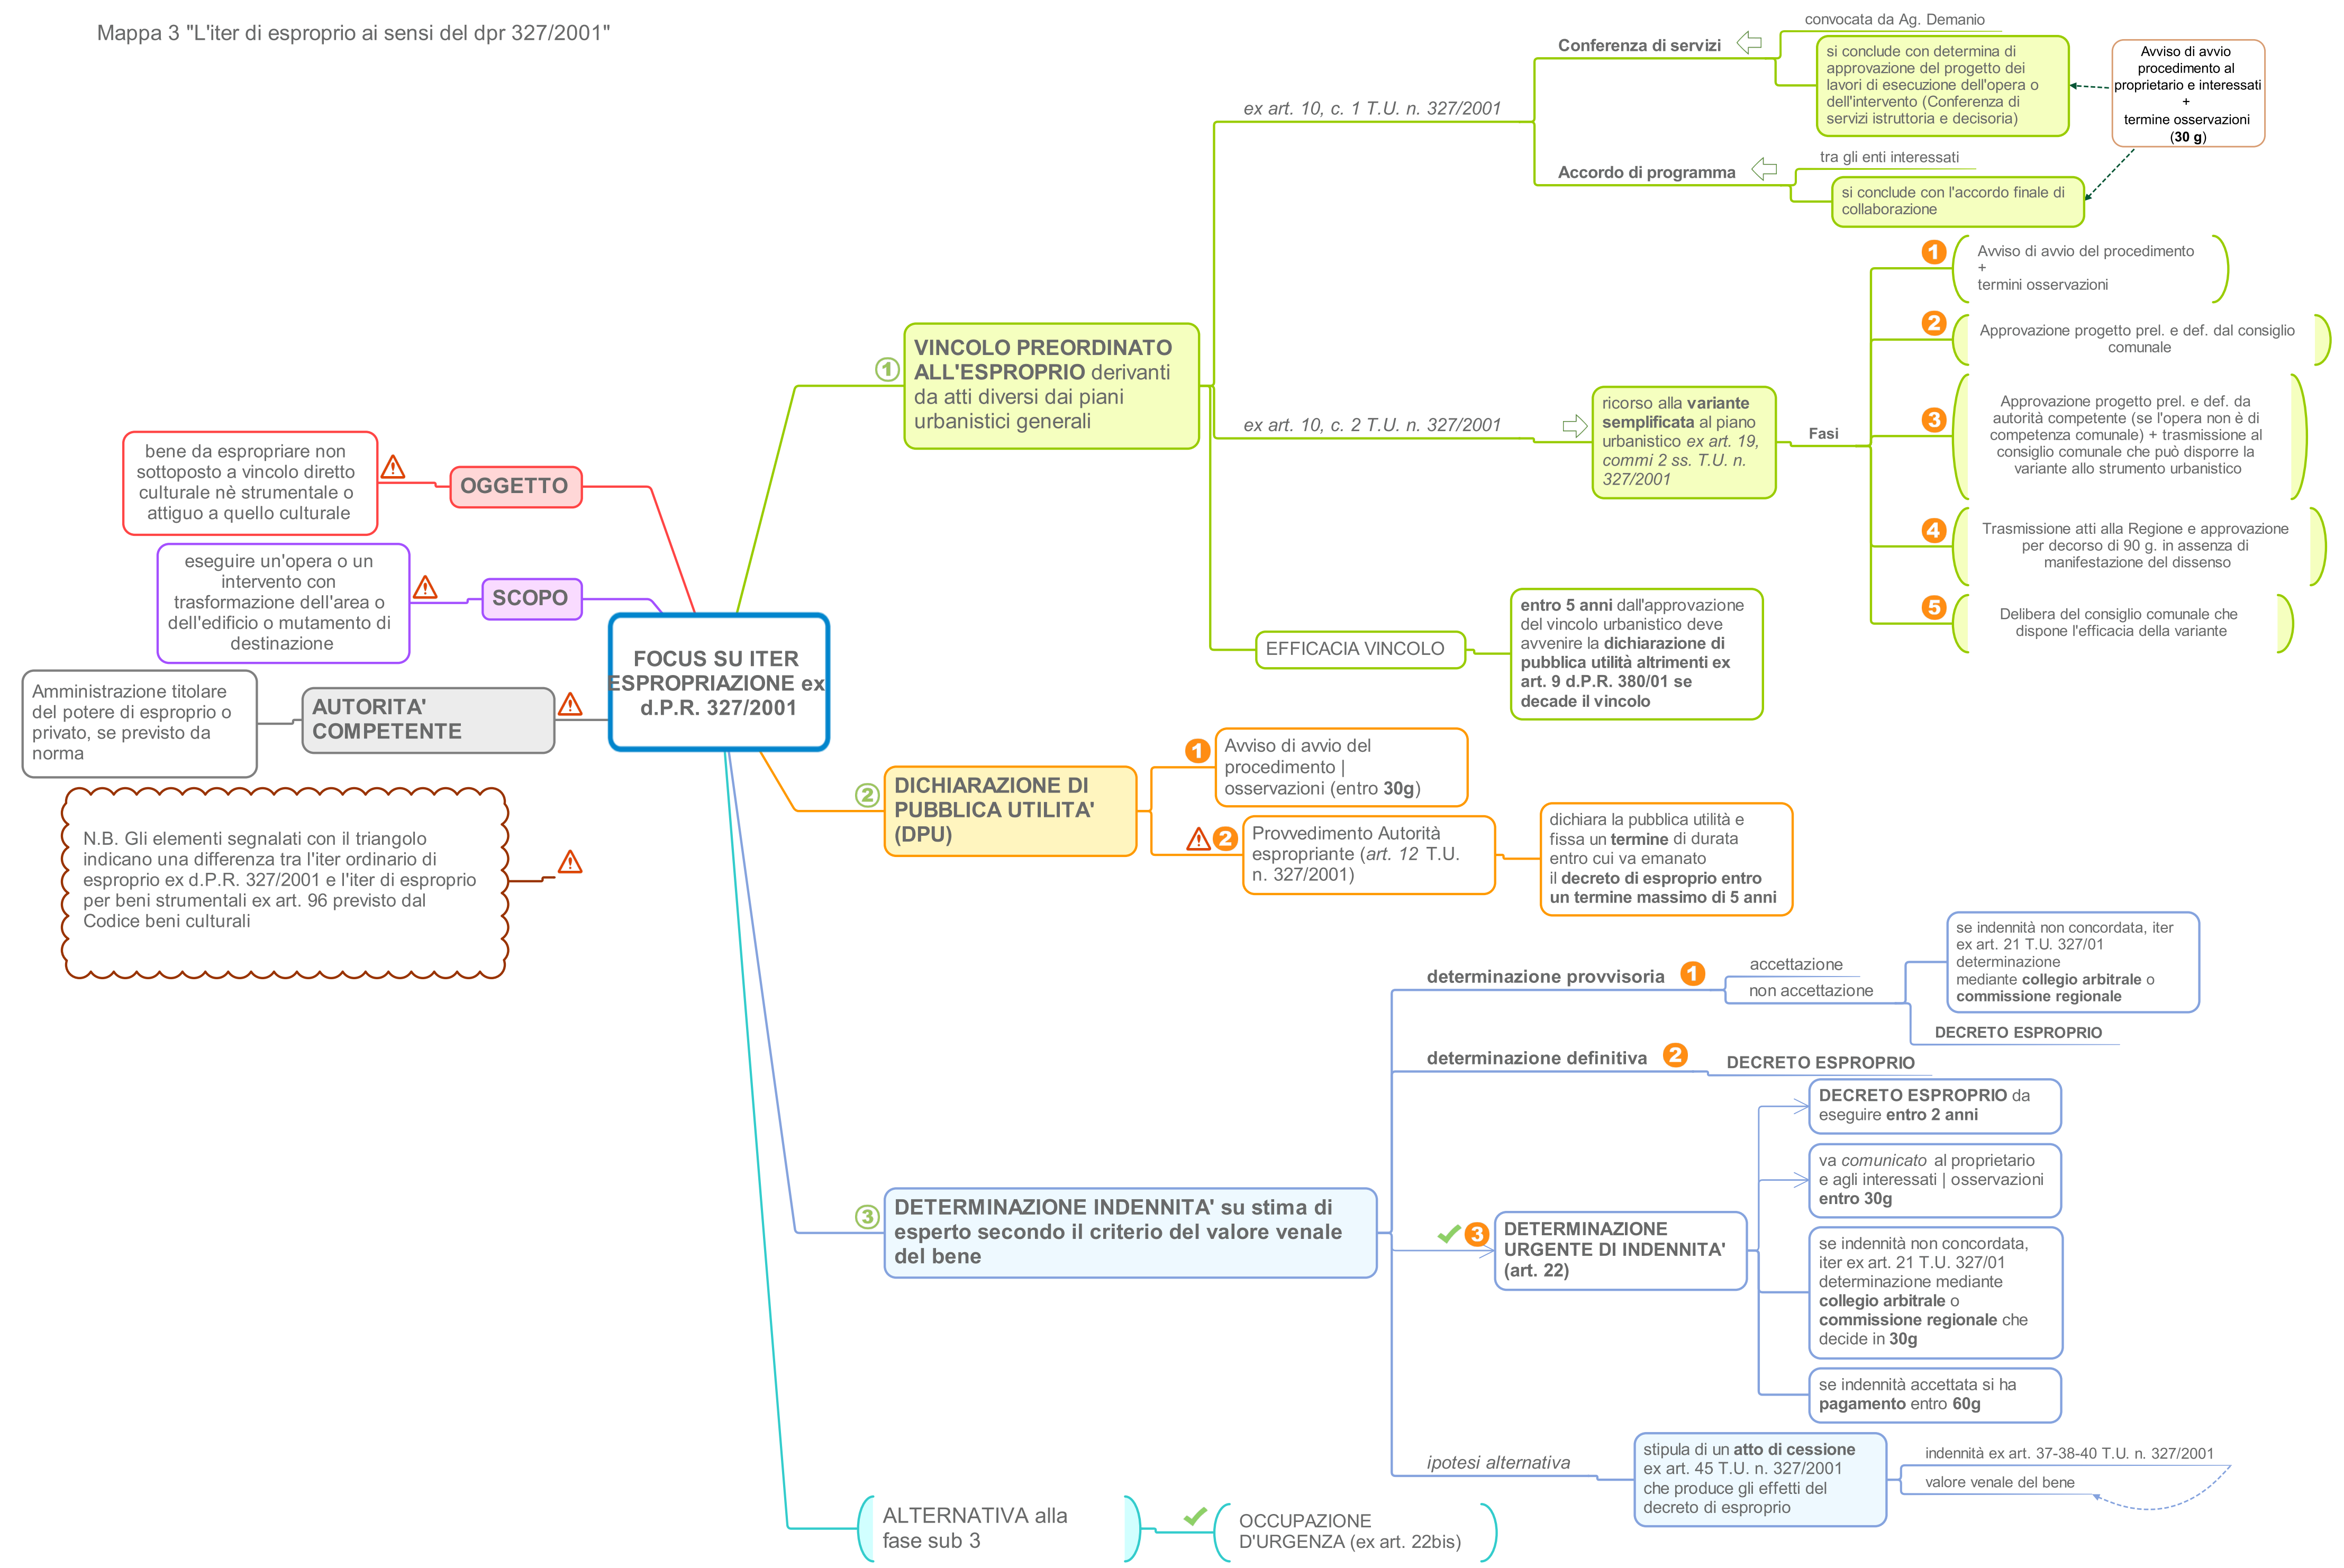 Mappa 3 "L'iter di esproprio ai sensi del dpr 327/2001"
FOCUS SU ITER
ESPROPRIAZIONE ex
d.P.R. 327/2001
OGGETTO
bene da espropriare non
sottoposto a vincolo diretto
culturale nè strumentale o
attiguo a quello culturale
SCOPO
eseguire un'opera o un
intervento con
trasformazione dell'area o
dell'edificio o mutamento di
destinazione
AUTORITA'
COMPETENTE
Amministrazione titolare
del potere di esproprio o
privato, se previsto da
norma
N.B. Gli elementi segnalati con il triangolo
indicano una differenza tra l'iter ordinario di
esproprio ex d.P.R. 327/2001 e l'iter di esproprio
per beni strumentali ex art. 96 previsto dal
Codice beni culturali
1
VINCOLO PREORDINATO
ALL'ESPROPRIO derivanti
da atti diversi dai piani
urbanistici generali
ex art. 10, c. 1 T.U. n. 327/2001
Conferenza di servizi
convocata da Ag. Demanio
si conclude con determina di
approvazione del progetto dei
lavori di esecuzione dell'opera o
dell'intervento (Conferenza di
servizi istruttoria e decisoria)
Accordo di programma
tra gli enti interessati
si conclude con l'accordo finale di
collaborazione
Avviso di avvio
procedimento al
proprietario e interessati
+
termine osservazioni
(30 g)
ex art. 10, c. 2 T.U. n. 327/2001
ricorso alla variante
semplificata al piano
urbanistico ex art. 19,
commi 2 ss. T.U. n.
327/2001
Fasi
1
Avviso di avvio del procedimento
+
termini osservazioni
2
Approvazione progetto prel. e def. dal consiglio
comunale
3
Approvazione progetto prel. e def. da
autorità competente (se l'opera non è di
competenza comunale) + trasmissione al
consiglio comunale che può disporre la
variante allo strumento urbanistico
4
Trasmissione atti alla Regione e approvazione
per decorso di 90 g. in assenza di
manifestazione del dissenso
5
Delibera del consiglio comunale che
dispone l'efficacia della variante
EFFICACIA VINCOLO
entro 5 anni dall'approvazione
del vincolo urbanistico deve
avvenire la dichiarazione di
pubblica utilità altrimenti ex
art. 9 d.P.R. 380/01 se
decade il vincolo
2
DICHIARAZIONE DI
PUBBLICA UTILITA'
(DPU)
1
Avviso di avvio del
procedimento |
osservazioni (entro 30g)
2
Provvedimento Autorità
espropriante (art. 12 T.U.
n. 327/2001)
dichiara la pubblica utilità e
fissa un termine di durata
entro cui va emanato
il decreto di esproprio entro
un termine massimo di 5 anni
3
DETERMINAZIONE INDENNITA' su stima di
esperto secondo il criterio del valore venale
del bene
determinazione provvisoria
1
accettazione
non accettazione
se indennità non concordata, iter
ex art. 21 T.U. 327/01
determinazione
mediante collegio arbitrale o
commissione regionale
DECRETO ESPROPRIO
determinazione definitiva
2
DECRETO ESPROPRIO
3
DETERMINAZIONE
URGENTE DI INDENNITA'
(art. 22)
DECRETO ESPROPRIO da
eseguire entro 2 anni
va comunicato al proprietario
e agli interessati | osservazioni
entro 30g
se indennità non concordata,
iter ex art. 21 T.U. 327/01
determinazione mediante
collegio arbitrale o
commissione regionale che
decide in 30g
se indennità accettata si ha
pagamento entro 60g
ipotesi alternativa
stipula di un atto di cessione
ex art. 45 T.U. n. 327/2001
che produce gli effetti del
decreto di esproprio
indennità ex art. 37-38-40 T.U. n. 327/2001
valore venale del bene
ALTERNATIVA alla
fase sub 3
OCCUPAZIONE
D'URGENZA (ex art. 22bis)